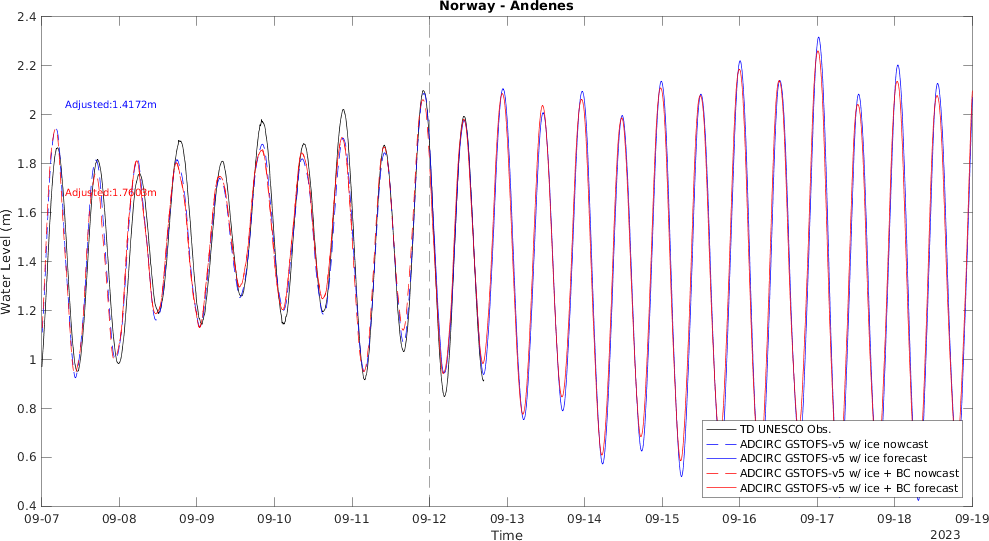 Norway - Andenes
2.4
2.2
2
1.8
1.6
1.4
1.2
1
0.8
0.6
0.4
Water Level (m)
Adjusted:1.4172m
Adjusted:1.7603m
TD UNESCO Obs.
ADCIRC GSTOFS-v5 w/ ice nowcast
ADCIRC GSTOFS-v5 w/ ice forecast
ADCIRC GSTOFS-v5 w/ ice + BC nowcast
ADCIRC GSTOFS-v5 w/ ice + BC forecast
09-07 09-08 09-09 09-10 09-11 09-12 09-13 09-14 09-15 09-16 09-17 09-18 09-19
Time
2023